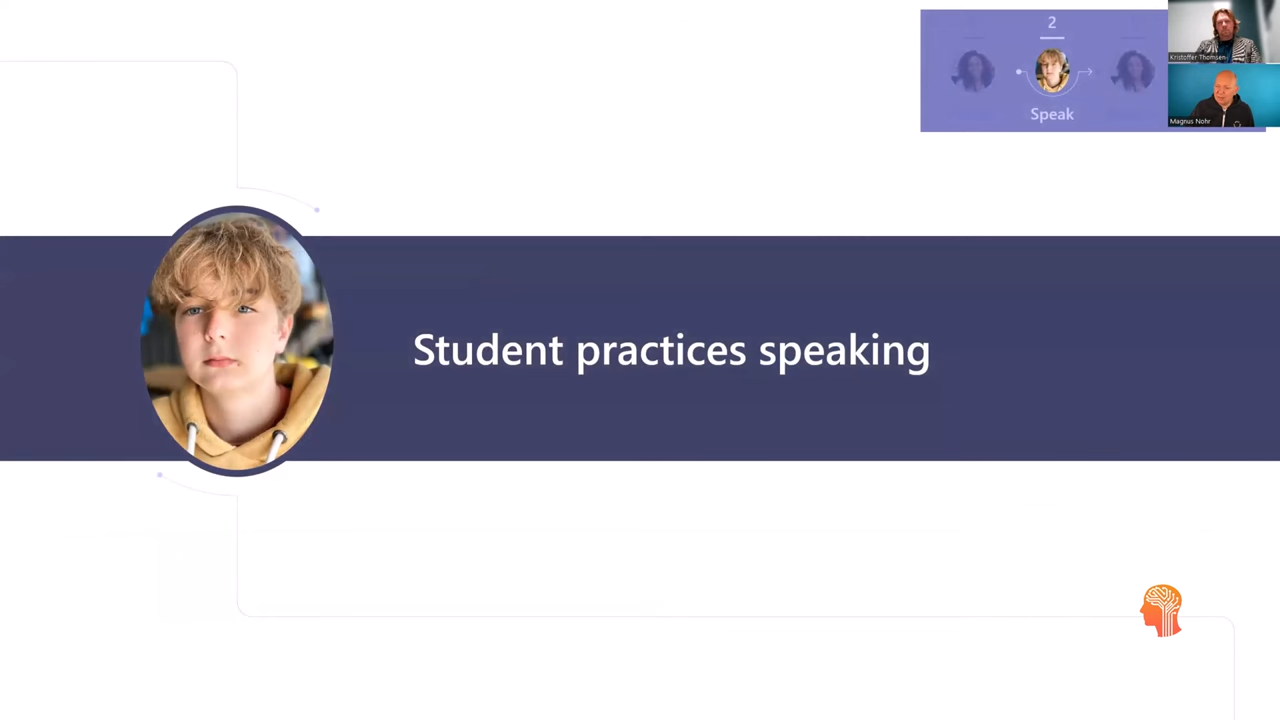 2
Speak
Kristoffer Thomsen
Magnus Nohr
Student practices speaking